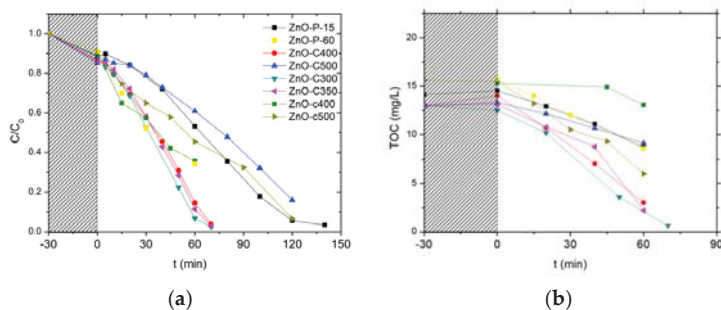 1.0
0.8
0.6
0.4
0.2
0.0
C/C₀
-30 0 30 60 90 120 150
t (min)
ZnO-P-15
ZnO-P-60
ZnO-C400
ZnO-C500
ZnO-C300
ZnO-C350
ZnO-c400
ZnO-c500
(a)
20
15
10
5
0
TOC (mg/L)
-30 0 30 60 90
t (min)
(b)